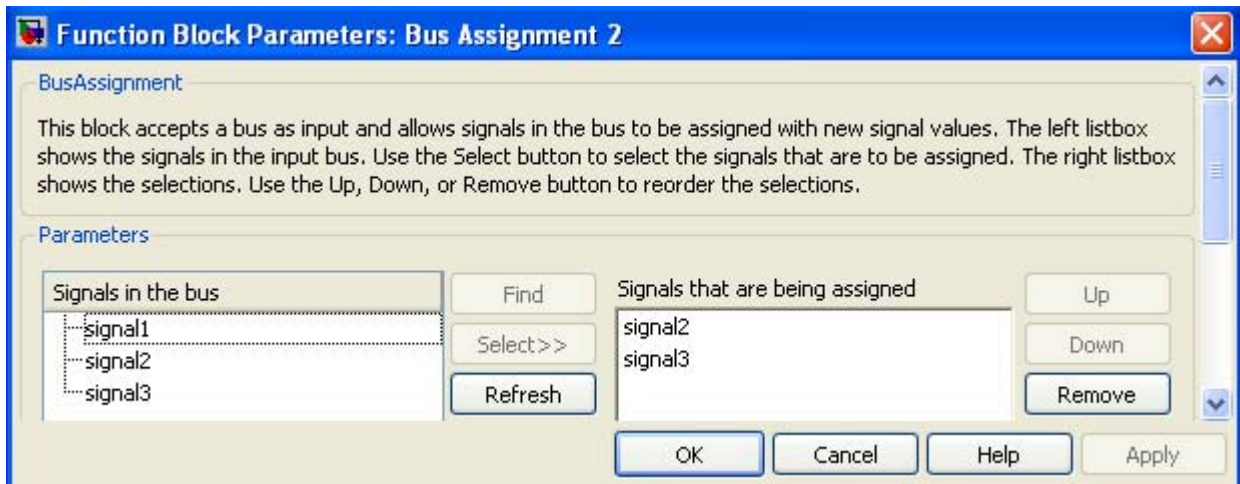 Function Block Parameters: Bus Assignment 2
BusAssignment
This block accepts a bus as input and allows signals in the bus to be assigned with new signal values. The left listbox
shows the signals in the input bus. Use the Select button to select the signals that are to be assigned. The right listbox
shows the selections. Use the Up, Down, or Remove button to reorder the selections.
Parameters
Signals in the bus
signal1
signal2
signal3
Find
Select>>
Refresh
Signals that are being assigned
signal2
signal3
Up
Down
Remove
OK
Cancel
Help
Apply